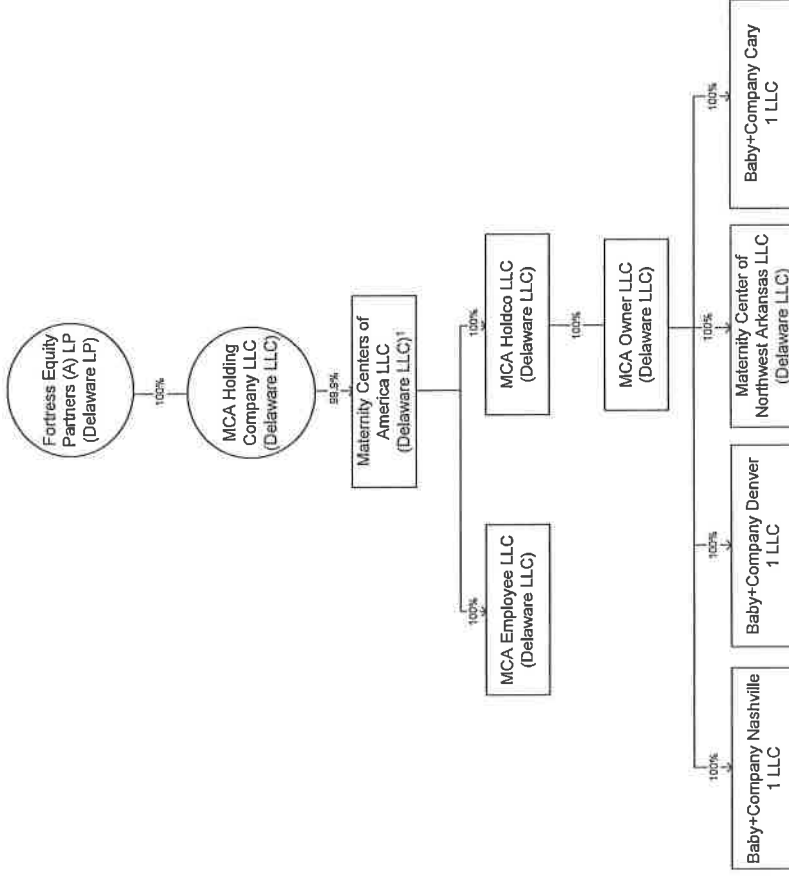 Fortress Equity
Partners (A) LP
(Delaware LP)
100%
MCA Holding
Company LLC
(Delaware LLC)
99.9%
Maternity Centers of
America LLC
(Delaware LLC)¹
100%
100%
MCA Employee LLC
(Delaware LLC)
MCA Holdco LLC
(Delaware LLC)
100%
MCA Owner LLC
(Delaware LLC)
100%
100%
100%
100%
Baby+Company Nashville
1 LLC
Baby+Company Denver
1 LLC
Maternity Center of
Northwest Arkansas LLC
(Delaware LLC)
Baby+Company Cary
1 LLC